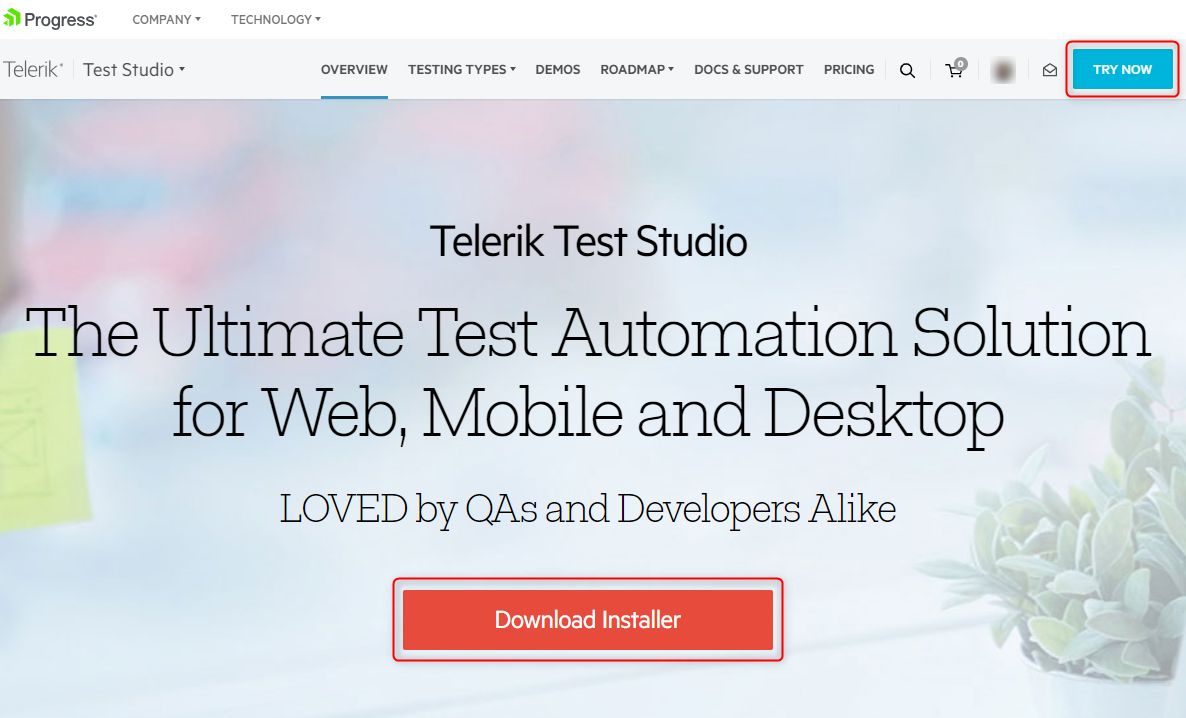 Progress
COMPANY
TECHNOLOGY
Telerik
Test Studio
OVERVIEW
TESTING TYPES
DEMOS
ROADMAP
DOCS & SUPPORT
PRICING
0
TRY NOW
Telerik Test Studio
The Ultimate Test Automation Solution
for Web, Mobile and Desktop
LOVED by QAs and Developers Alike
Download Installer